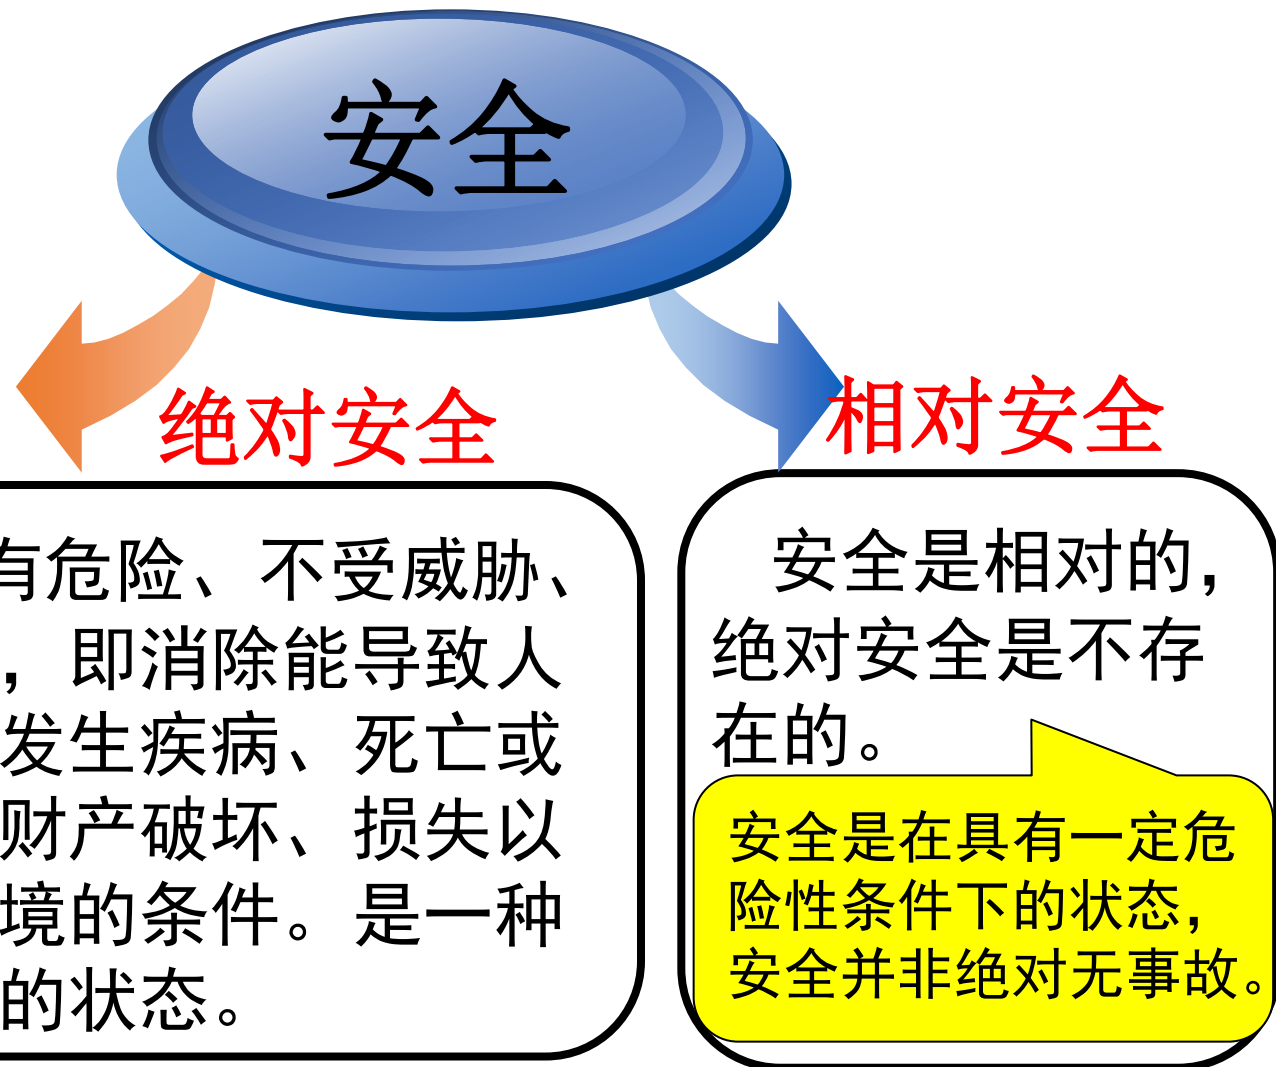 安全
绝对安全
相对安全
有危险、不受威胁、
，即消除能导致人
发生疾病、死亡或
财产破坏、损失以
境的条件。是一种
的状态。
安全是相对的，
绝对安全是不存
在的。
安全是在具有一定危
险性条件下的状态，
安全并非绝对无事故。